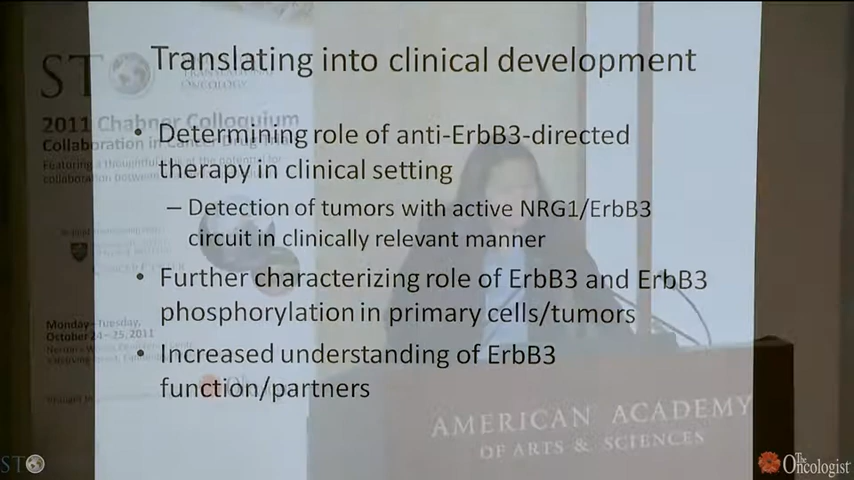 Translating into clinical development
• Determining role of anti-ErbB3-directed
therapy in clinical setting
– Detection of tumors with active NRG1/ErbB3
circuit in clinically relevant manner
• Further characterizing role of ErbB3 and ErbB3
phosphorylation in primary cells/tumors
• Increased understanding of ErbB3
function/partners
STO
ONCOLOGY
2011 Chabner Colloquium
Collaboration in
Monday–Tuesday,
October 24–25, 2011
AMERICAN ACADEMY
OF ARTS & SCIENCES
STO
The
Oncologist